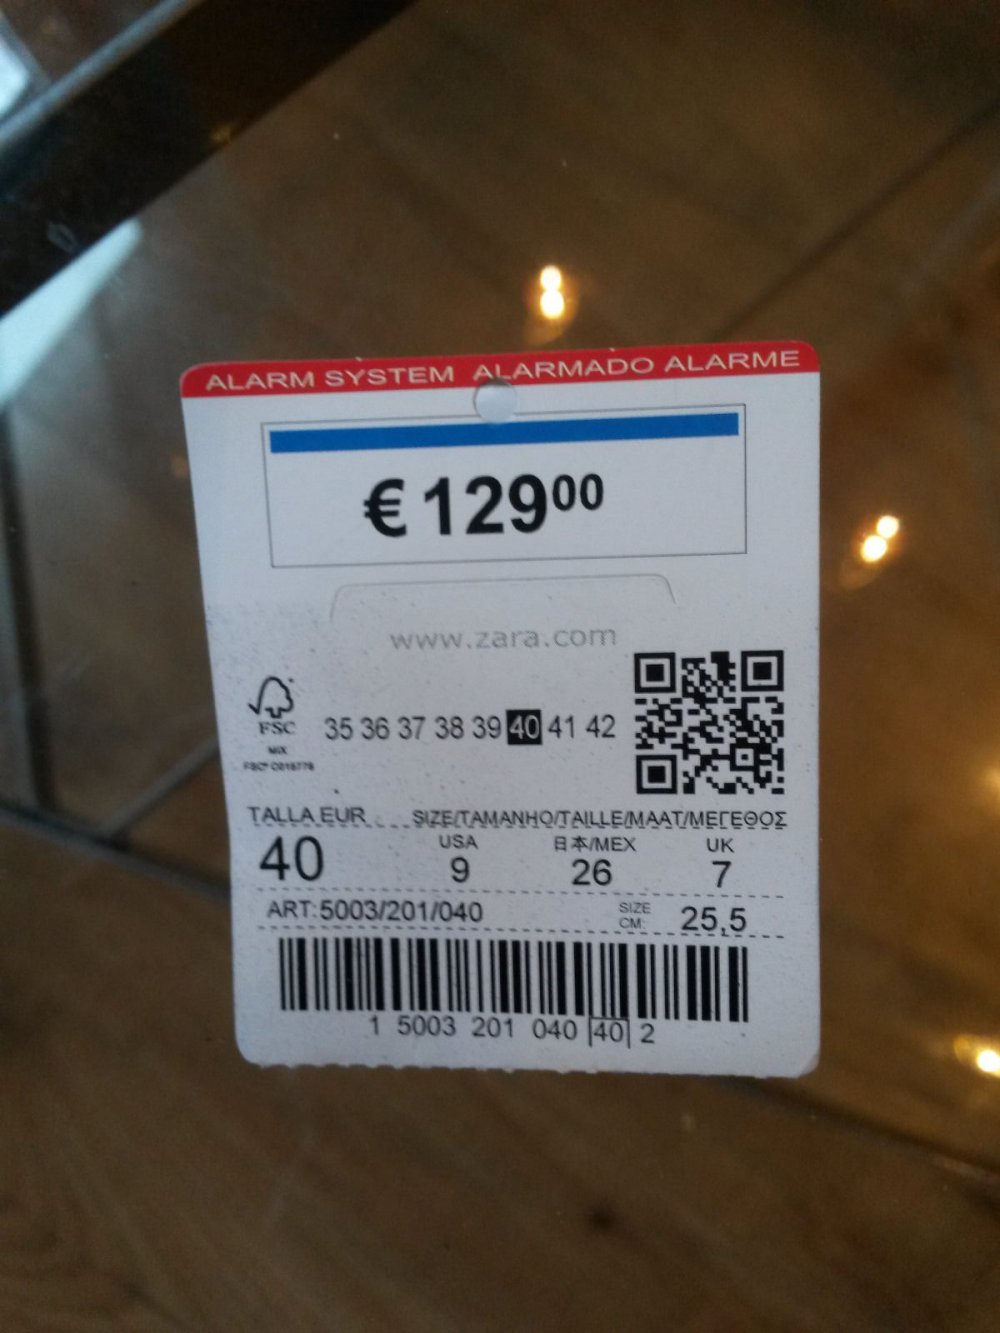 ALARM SYSTEM ALARMADO ALARME
€ 129⁰⁰
www.zara.com
FSC
MIX
35 36 37 38 39 40 41 42
TALLA EUR SIZE/TAMANHO/TAILLE/MAAT/ΜΕΓΕΘΟΣ
USA 日本/MEX UK
40 9 26 7
ART:5003/201/040 SIZE CM: 25,5
1 5003 201 040 40 2